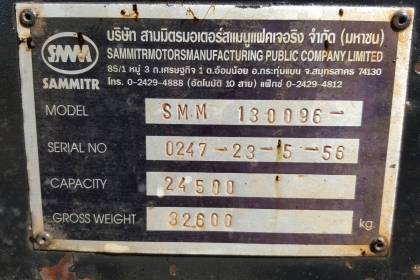 SMM
SAMMITR
บริษัท สามมิตรมอเตอร์สแมนูแฟคเจอริง จำกัด (มหาชน)
SAMMITRMOTORSMANUFACTURING PUBLIC COMPANY LIMITED
85/1 หมู่ 3 ถ.เศรษฐกิจ 1 ต.อ้อมน้อย อ.กระทุ่มแบน จ.สมุทรสาคร 74130
โทร. 0-2429-4888 (อัตโนมัติ 10 สาย) แฟ็กซ์ 0-2429-4812
MODEL SMM 130096-
SERIAL NO 0247-23-5-56
CAPACITY 24500
GROSS WEIGHT 32600 kg.